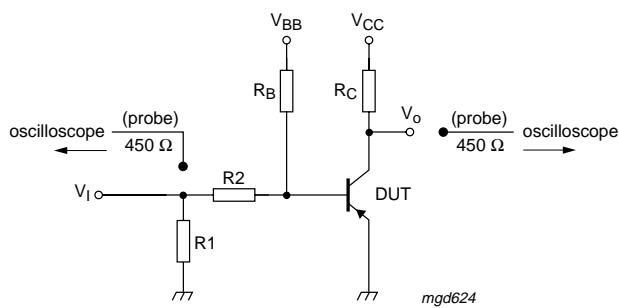 VBB
VCC
RB
RC
Vo
(probe)
450 Ω
oscilloscope
(probe)
450 Ω
oscilloscope
VI
R2
DUT
R1
mgd624